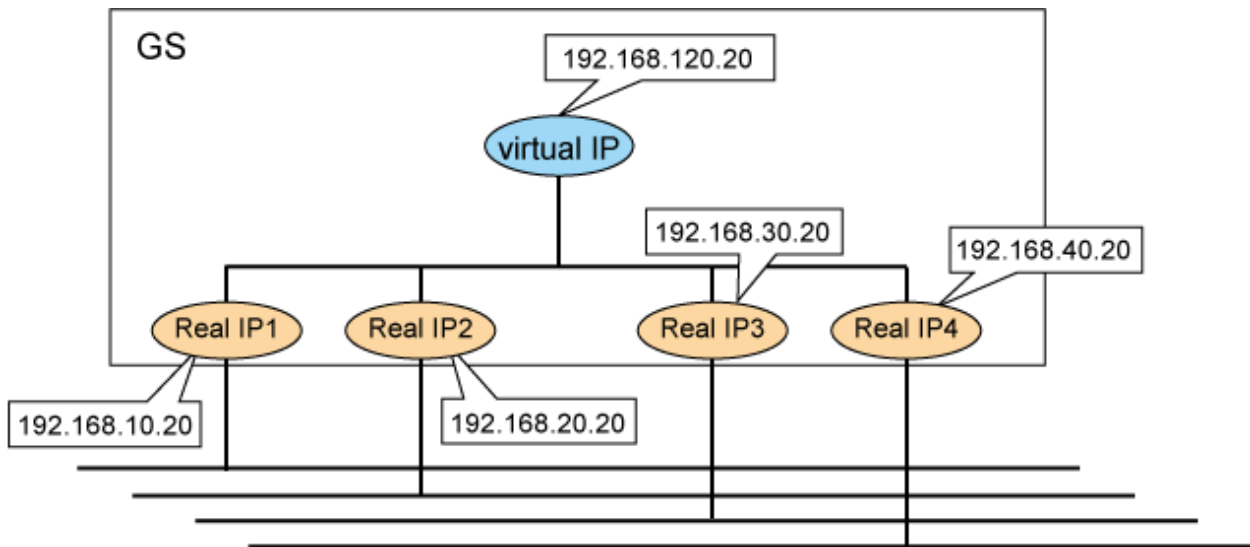 GS
192.168.120.20
virtual IP
192.168.30.20
192.168.40.20
Real IP1
Real IP2
Real IP3
Real IP4
192.168.10.20
192.168.20.20